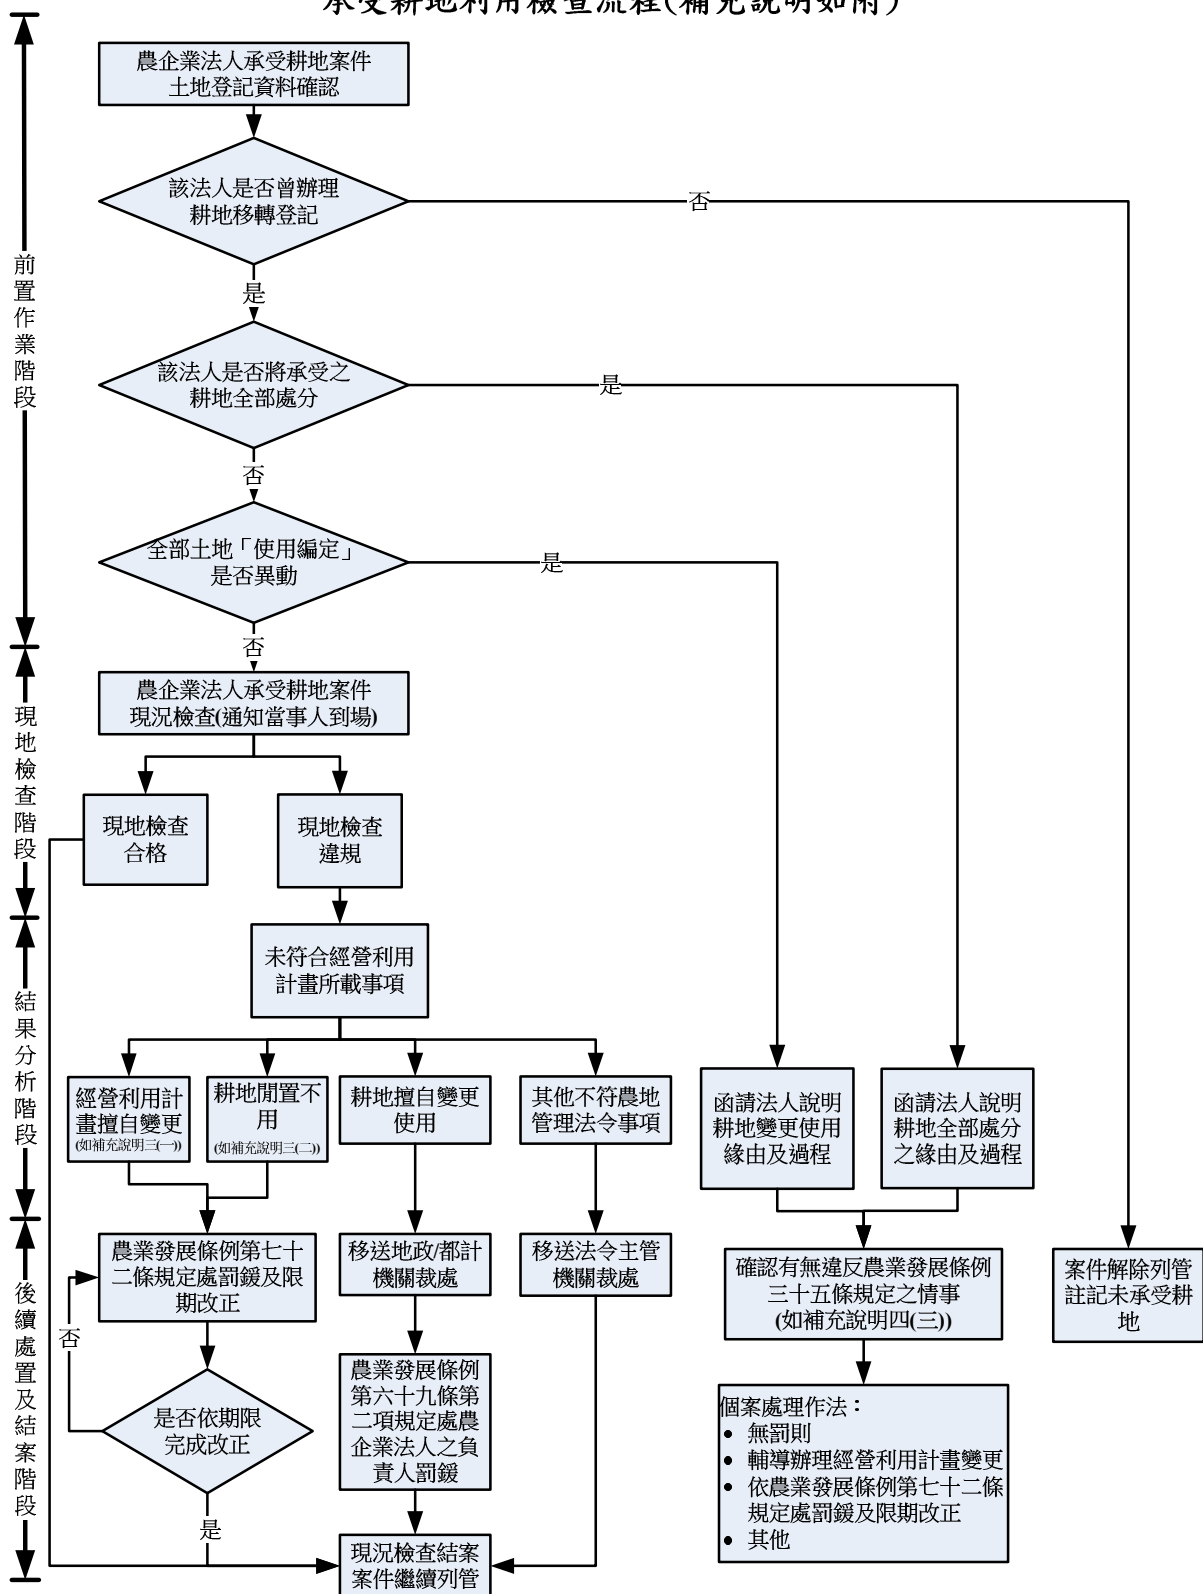 承受耕地利用檢查流程(補充說明如附)
農企業法人承受耕地案件
土地登記資料確認
該法人是否曾辦理
耕地移轉登記
否
是
該法人是否將承受之
耕地全部處分
是
否
全部土地「使用編定」
是否異動
是
否
前置作業階段
農企業法人承受耕地案件
現況檢查(通知當事人到場)
現地檢查
合格
現地檢查
違規
現地檢查階段
未符合經營利用
計畫所載事項
經營利用計
畫擅自變更
(如補充說明三(一))
耕地閒置不
用
(如補充說明三(二))
耕地擅自變更
使用
其他不符農地
管理法令事項
函請法人說明
耕地變更使用
緣由及過程
函請法人說明
耕地全部處分
之緣由及過程
結果分析階段
農業發展條例第七十
二條規定處罰鍰及限
期改正
移送地政/都計
機關裁處
移送法令主管
機關裁處
確認有無違反農業發展條例
三十五條規定之情事
(如補充說明四(三))
案件解除列管
註記未承受耕
地
否
是否依期限
完成改正
是
農業發展條例
第六十九條第
二項規定處農
企業法人之負
責人罰鍰
個案處理作法：
• 無罰則
• 輔導辦理經營利用計畫變更
• 依農業發展條例第七十二條
規定處罰鍰及限期改正
• 其他
現況檢查結案
案件繼續列管
後續處置及結案階段